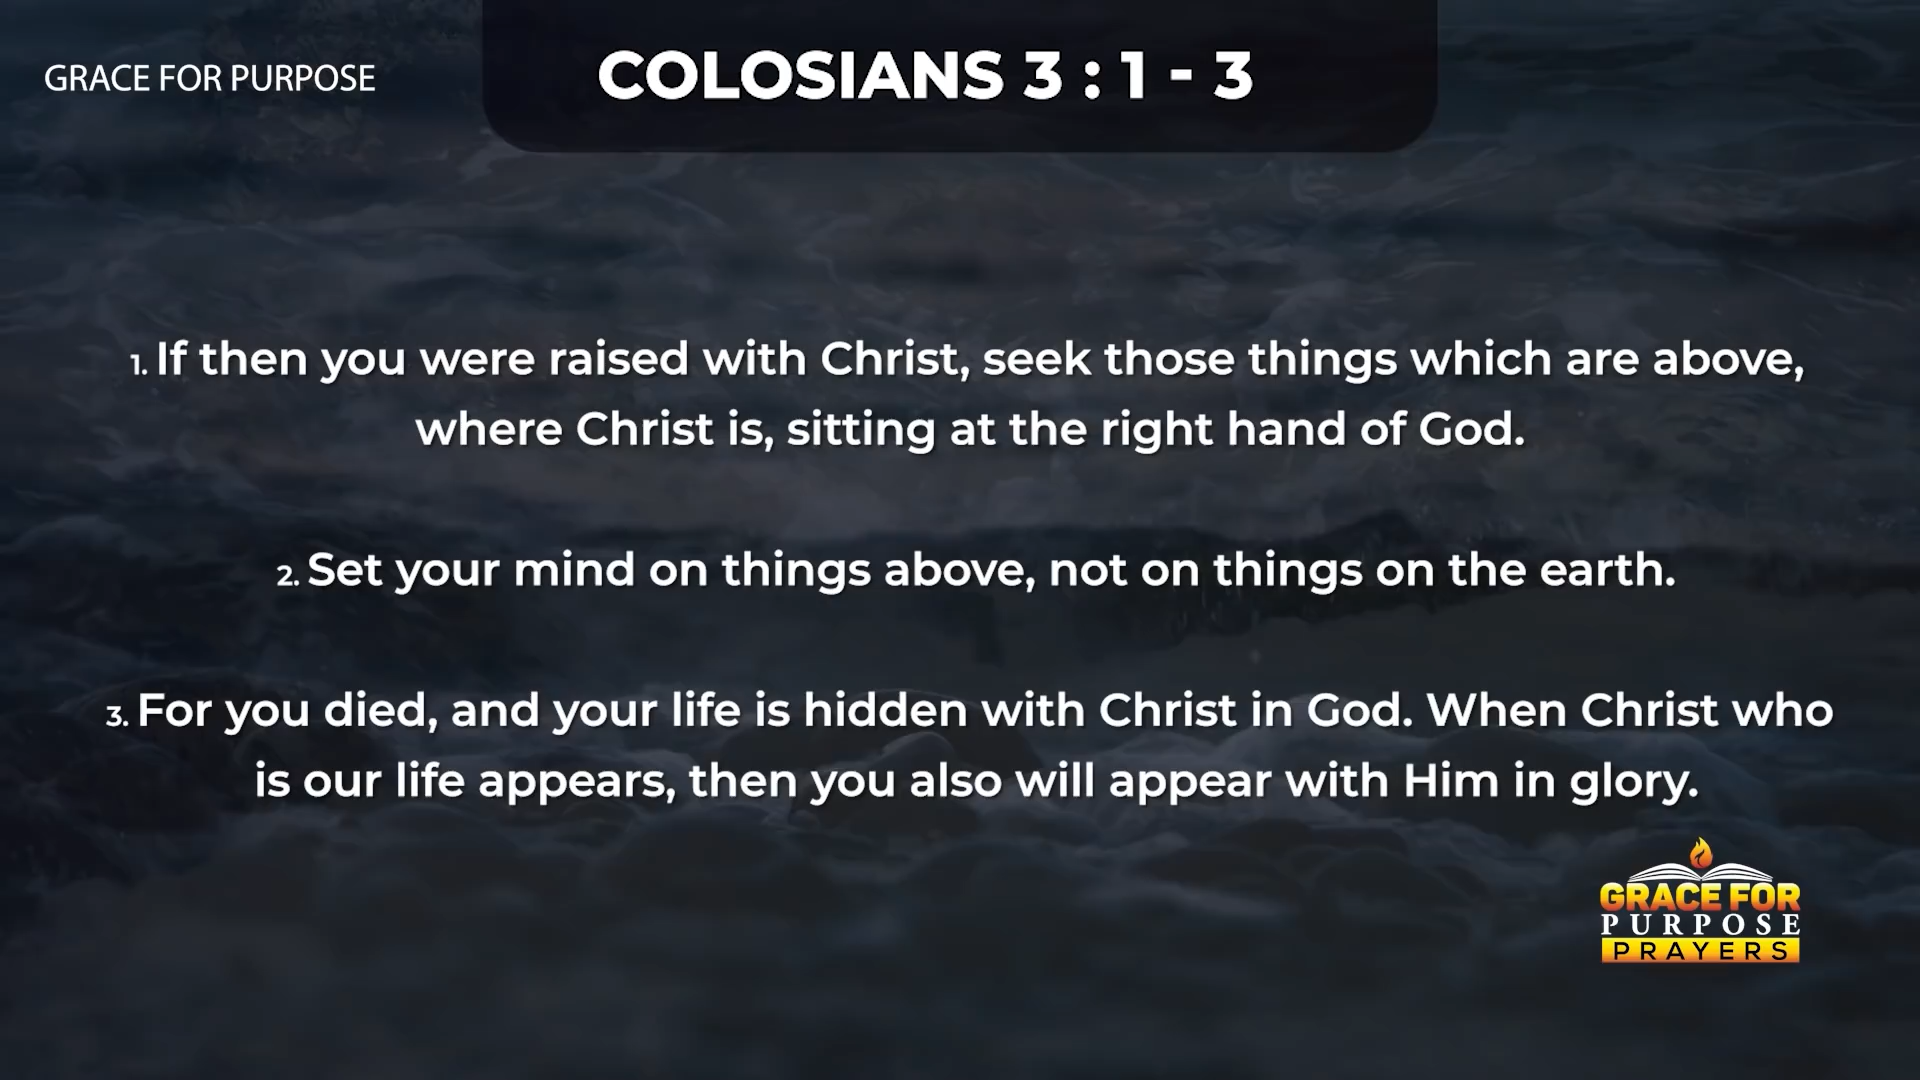 GRACE FOR PURPOSE
COLOSIANS 3 : 1 - 3
1. If then you were raised with Christ, seek those things which are above,
where Christ is, sitting at the right hand of God.
2. Set your mind on things above, not on things on the earth.
3. For you died, and your life is hidden with Christ in God. When Christ who
is our life appears, then you also will appear with Him in glory.
GRACE FOR
PURPOSE
PRAYERS